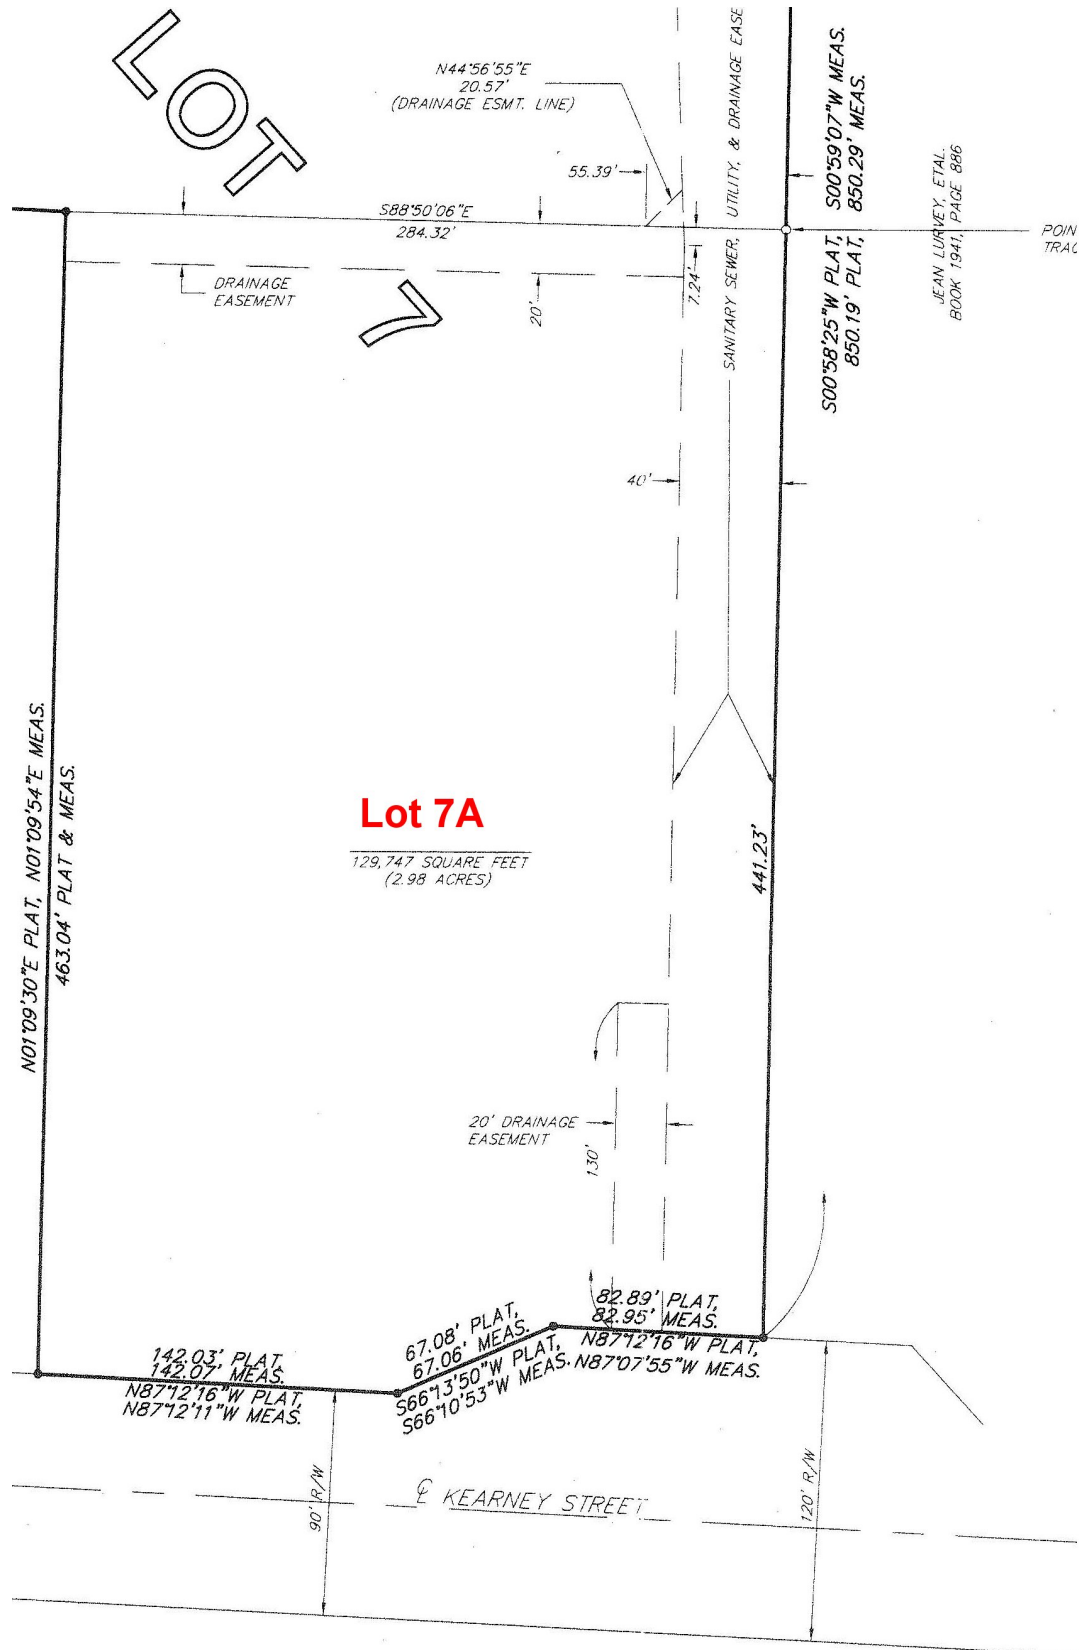 LOT
7
N44°56'55"E
20.57'
(DRAINAGE ESMT. LINE)
55.39'
S88°50'06"E
284.32'
DRAINAGE
EASEMENT
20'
7.24'
SANITARY SEWER, UTILITY, & DRAINAGE EASE
S00°59'07"W MEAS.
850.29' MEAS.
S00°58'25"W PLAT,
850.19' PLAT,
JEAN LURVEY, ETAL.
BOOK 1941, PAGE 886
POIN
TRAC
40'
N01°09'30"E PLAT, N01°09'54"E MEAS.
463.04' PLAT & MEAS.
Lot 7A
129,747 SQUARE FEET
(2.98 ACRES)
441.23'
20' DRAINAGE
EASEMENT
130'
82.89' PLAT,
82.95' MEAS.
N87°12'16"W PLAT,
N87°07'55"W MEAS.
67.08' PLAT,
67.06' MEAS.
S66°13'50"W PLAT,
S66°10'53"W MEAS.
142.03' PLAT,
142.07' MEAS.
N87°12'16"W PLAT,
N87°12'11"W MEAS.
90' R/W
℄ KEARNEY STREET
120' R/W